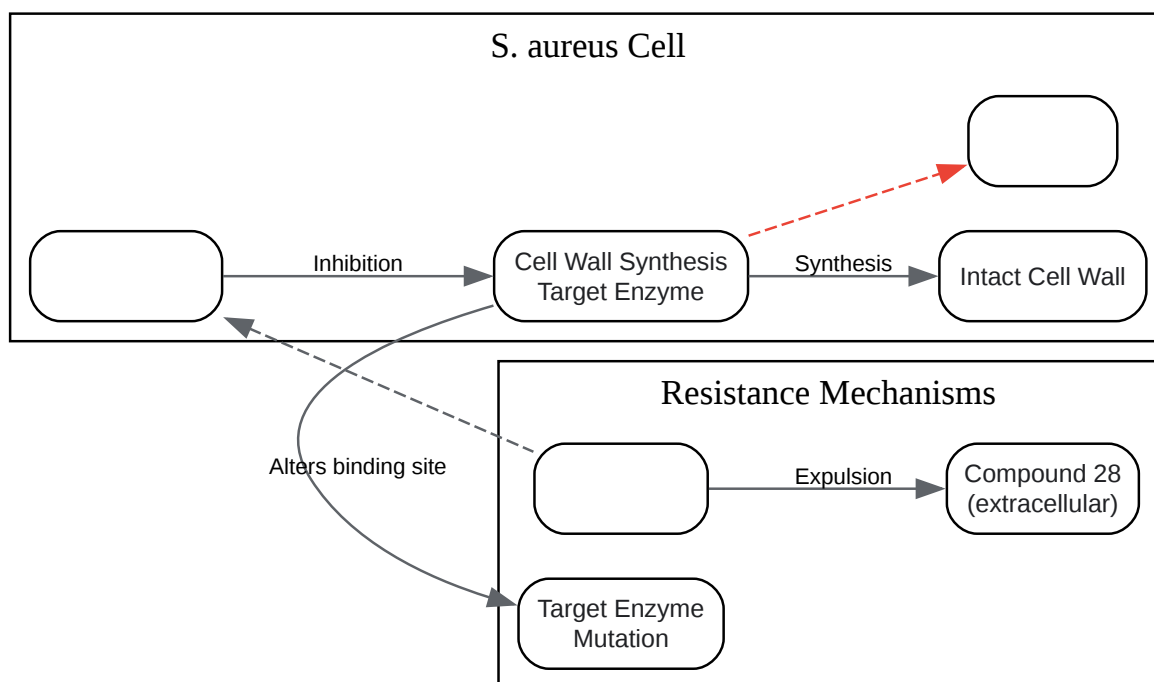 S. aureus Cell
Inhibition
Cell Wall Synthesis
Target Enzyme
Synthesis
Intact Cell Wall
Resistance Mechanisms
Alters binding site
Expulsion
Compound 28
(extracellular)
Target Enzyme
Mutation